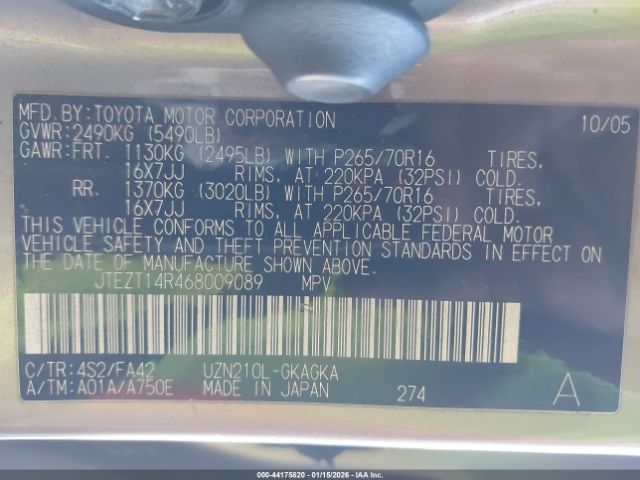 MFD.BY:TOYOTA MOTOR CORPORATION 10/05
GVWR:2490KG (5490LB)
GAWR:FRT. 1130KG (2495LB) WITH P265/70R16 TIRES,
16X7JJ RIMS, AT 220KPA (32PSI) COLD.
RR. 1370KG (3020LB) WITH P265/70R16 TIRES,
16X7JJ RIMS, AT 220KPA (32PSI) COLD.
THIS VEHICLE CONFORMS TO ALL APPLICABLE FEDERAL MOTOR
VEHICLE SAFETY AND THEFT PREVENTION STANDARDS IN EFFECT ON
THE DATE OF MANUFACTURE SHOWN ABOVE.
JTEZT14R468009089 MPV
C/TR:4S2/FA42 UZN210L-GKAGKA
A/TM:A01A/A750E MADE IN JAPAN 274 A
000-44175820 - 01/15/2026 - IAA Inc.